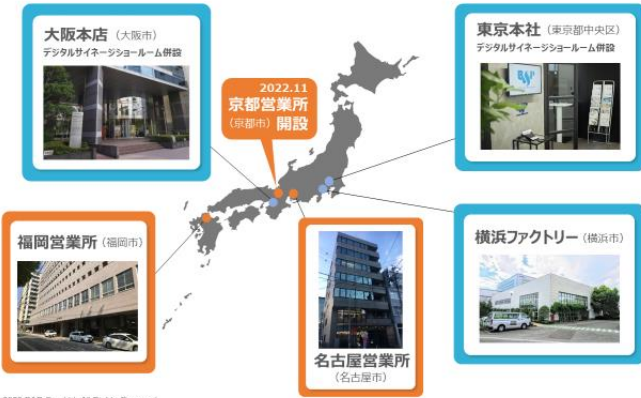 大阪本店(大阪市)
デジタルサイネージショールーム併設
東京本社(東京都中央区)
デジタルサイネージショールーム併設
2022.11
京都営業所
(京都市)開設
福岡営業所(福岡市)
横浜ファクトリー(横浜市)
名古屋営業所
(名古屋市)